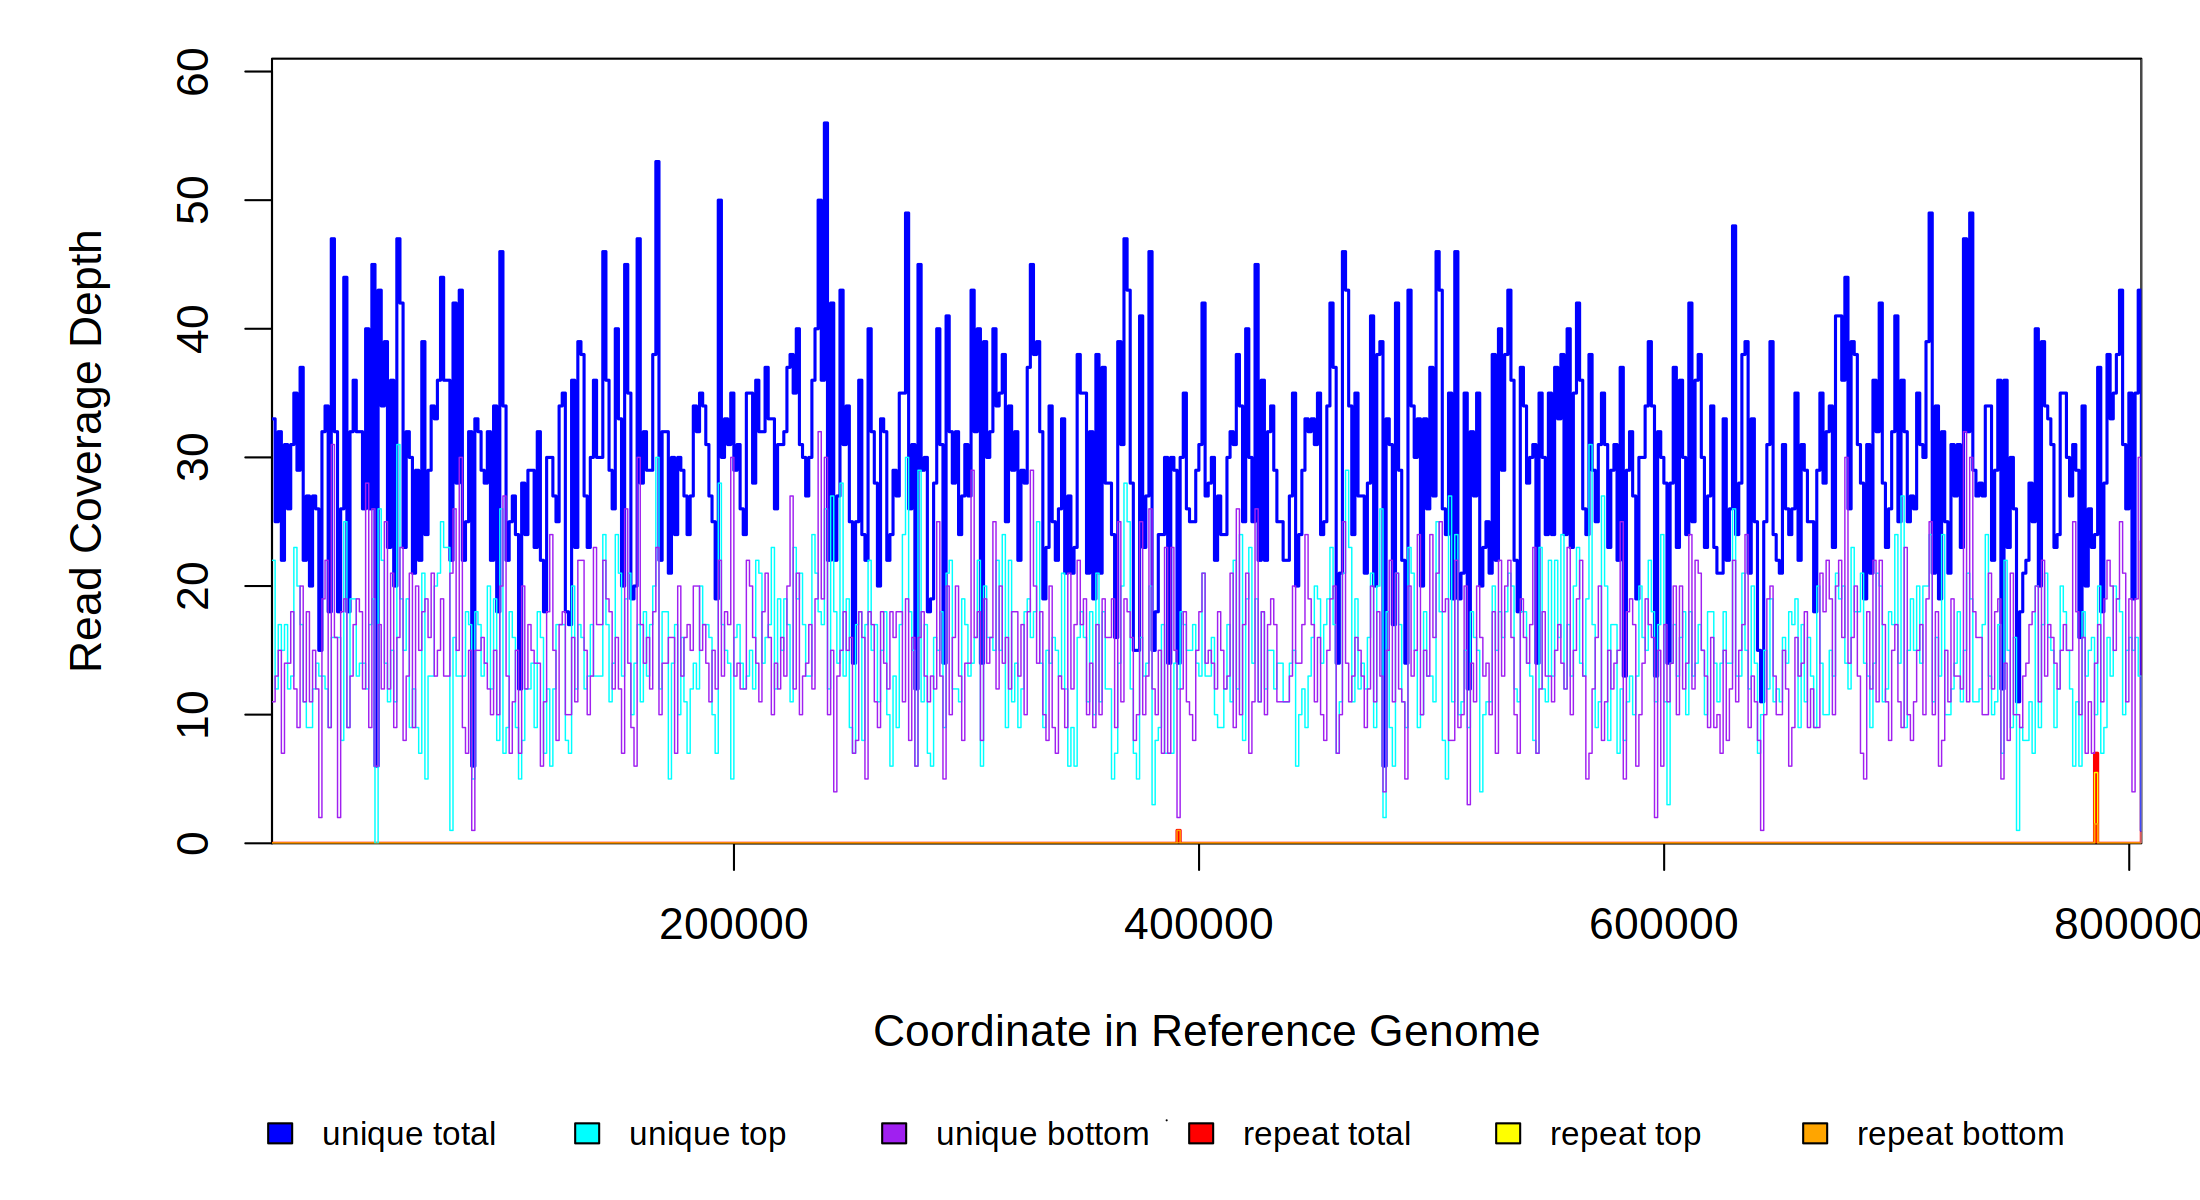 Read Coverage Depth
60
50
40
30
20
10
0
200000 400000 600000 800000
Coordinate in Reference Genome
unique total unique top unique bottom repeat total repeat top repeat bottom